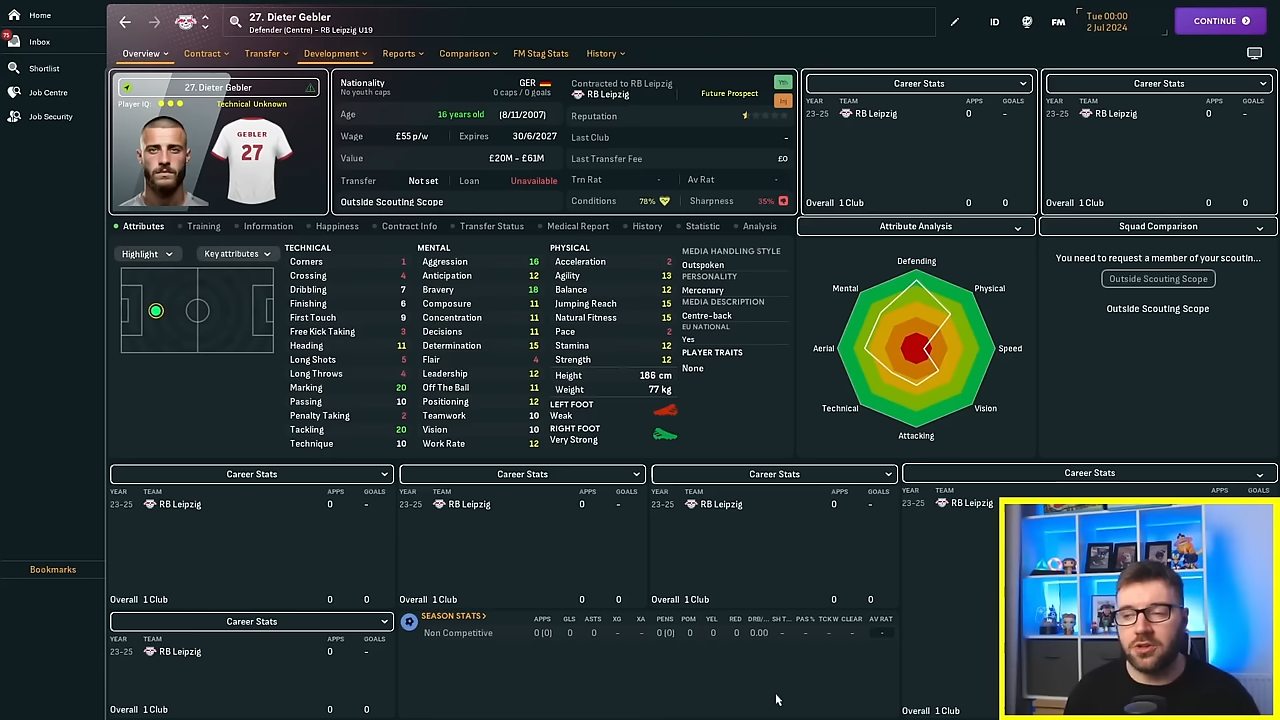 Home
75
Inbox
Shortlist
Job Centre
Job Security
Bookmarks
27. Dieter Gebler
Defender (Centre) - RB Leipzig U19
ID
FM
Tue 00:00
2 Jul 2024
CONTINUE
Overview
Contract
Transfer
Development
Reports
Comparison
FM Stag Stats
History
27. Dieter Gebler
Player IQ:
Technical Unknown
GEBLER
27
Nationality GER
No youth caps 0 caps / 0 goals
Age 16 years old (8/11/2007)
Wage £55 p/w Expires 30/6/2027
Value £20M - £61M
Transfer Not set Loan Unavailable
Outside Scouting Scope
Contracted to RB Leipzig Yth
RB Leipzig Future Prospect Inj
Reputation
Last Club -
Last Transfer Fee £0
Trn Rat - Av Rat -
Conditions 78% Sharpness 35%
Career Stats
YEAR TEAM APPS GOALS
23-25 RB Leipzig 0 -
Overall 1 Club 0 0
Career Stats
YEAR TEAM APPS GOALS
23-25 RB Leipzig 0 -
Overall 1 Club 0 0
Attributes Training Information Happiness Contract Info Transfer Status Medical Report History Statistic Analysis
Highlight
Key attributes
TECHNICAL
Corners 1
Crossing 4
Dribbling 7
Finishing 6
First Touch 9
Free Kick Taking 3
Heading 11
Long Shots 5
Long Throws 4
Marking 20
Passing 10
Penalty Taking 2
Tackling 20
Technique 10
MENTAL
Aggression 16
Anticipation 12
Bravery 18
Composure 11
Concentration 11
Decisions 11
Determination 15
Flair 4
Leadership 12
Off The Ball 11
Positioning 12
Teamwork 10
Vision 10
Work Rate 12
PHYSICAL
Acceleration 2
Agility 13
Balance 12
Jumping Reach 15
Natural Fitness 15
Pace 2
Stamina 12
Strength 12
Height 186 cm
Weight 77 kg
LEFT FOOT
Weak
RIGHT FOOT
Very Strong
MEDIA HANDLING STYLE
Outspoken
PERSONALITY
Mercenary
MEDIA DESCRIPTION
Centre-back
EU NATIONAL
Yes
PLAYER TRAITS
None
Attribute Analysis
Defending
Mental
Physical
Aerial
Speed
Technical
Vision
Attacking
Squad Comparison
You need to request a member of your scoutin...
Outside Scouting Scope
Outside Scouting Scope
Career Stats
YEAR TEAM APPS GOALS
23-25 RB Leipzig 0 -
Overall 1 Club 0 0
Career Stats
YEAR TEAM APPS GOALS
23-25 RB Leipzig 0 -
Overall 1 Club 0 0
Career Stats
YEAR TEAM APPS GOALS
23-25 RB Leipzig 0 -
Overall 1 Club 0 0
Career Stats
YEAR TEAM APPS GOALS
23-25 RB Leipzig
Overall 1 Club
Career Stats
YEAR TEAM APPS GOALS
23-25 RB Leipzig 0 -
Overall 1 Club 0 0
SEASON STATS > APPS GLS ASTS XG XA PENS POM YEL RED DRB/... SH T... PAS % TCK W CLEAR AV RAT
Non Competitive 0 (0) 0 0 - - 0 (0) 0 0 0 0.00 - - - - -